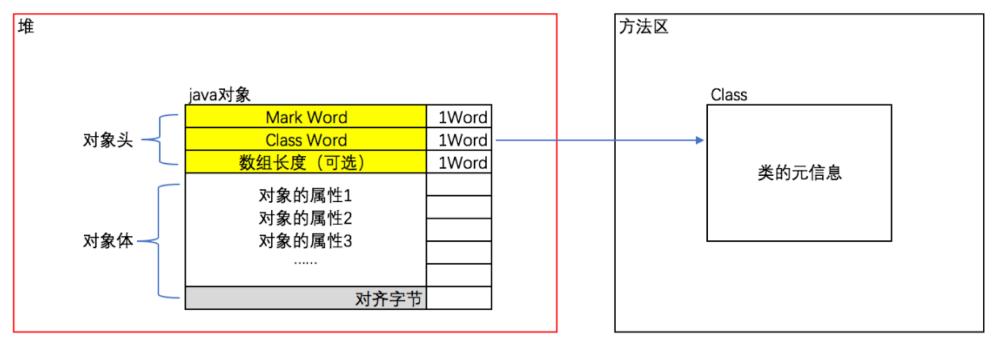 堆
java对象
对象头
Mark Word 1Word
Class Word 1Word
数组长度（可选） 1Word
对象体
对象的属性1
对象的属性2
对象的属性3
......
对齐字节
方法区
Class
类的元信息